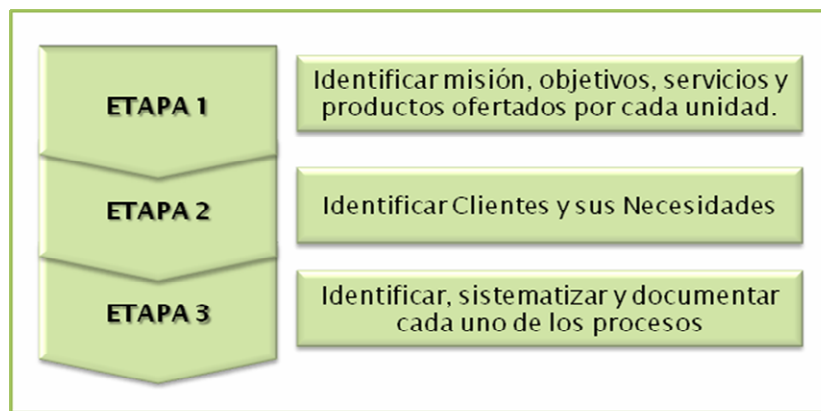 ETAPA 1
Identificar misión, objetivos, servicios y
productos ofertados por cada unidad.
ETAPA 2
Identificar Clientes y sus Necesidades
ETAPA 3
Identificar, sistematizar y documentar
cada uno de los procesos